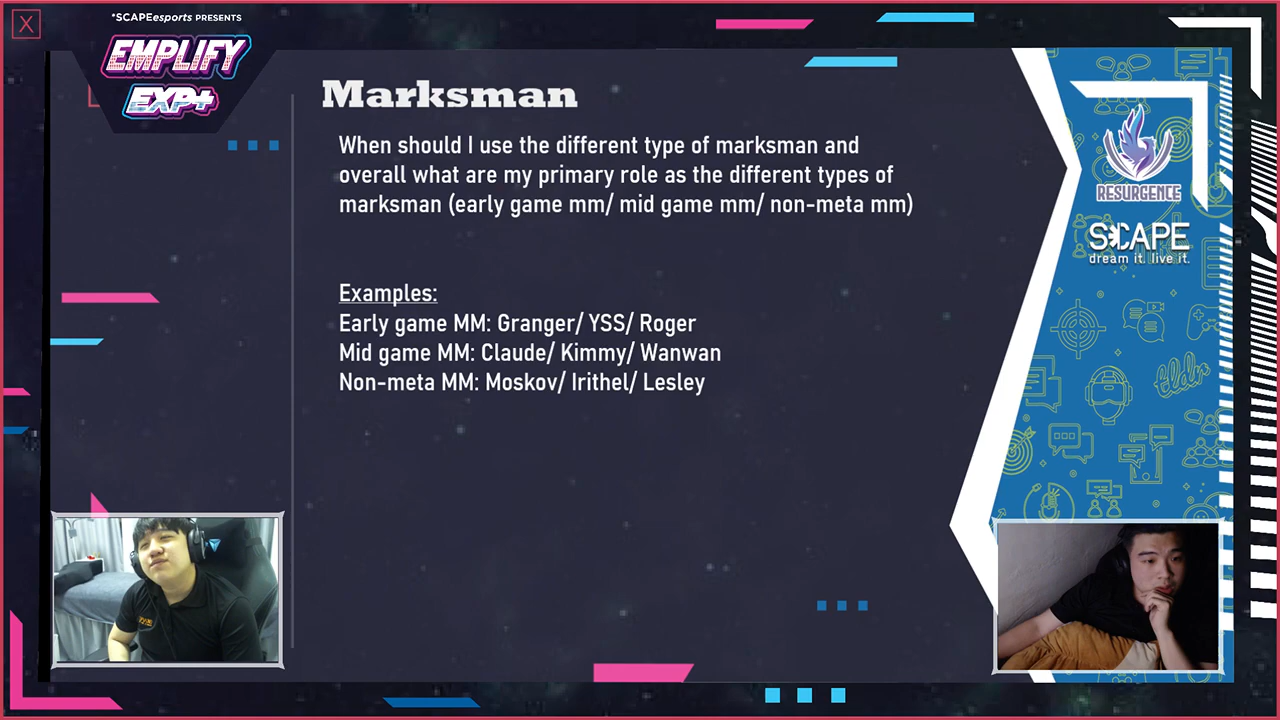 *SCAPEesports PRESENTS
EMPLIFY
EXP+
Marksman
When should I use the different type of marksman and
overall what are my primary role as the different types of
marksman (early game mm/ mid game mm/ non-meta mm)
Examples:
Early game MM: Granger/ YSS/ Roger
Mid game MM: Claude/ Kimmy/ Wanwan
Non-meta MM: Moskov/ Irithel/ Lesley
RESURGENCE
S*CAPE
dream it. live it.
tldr